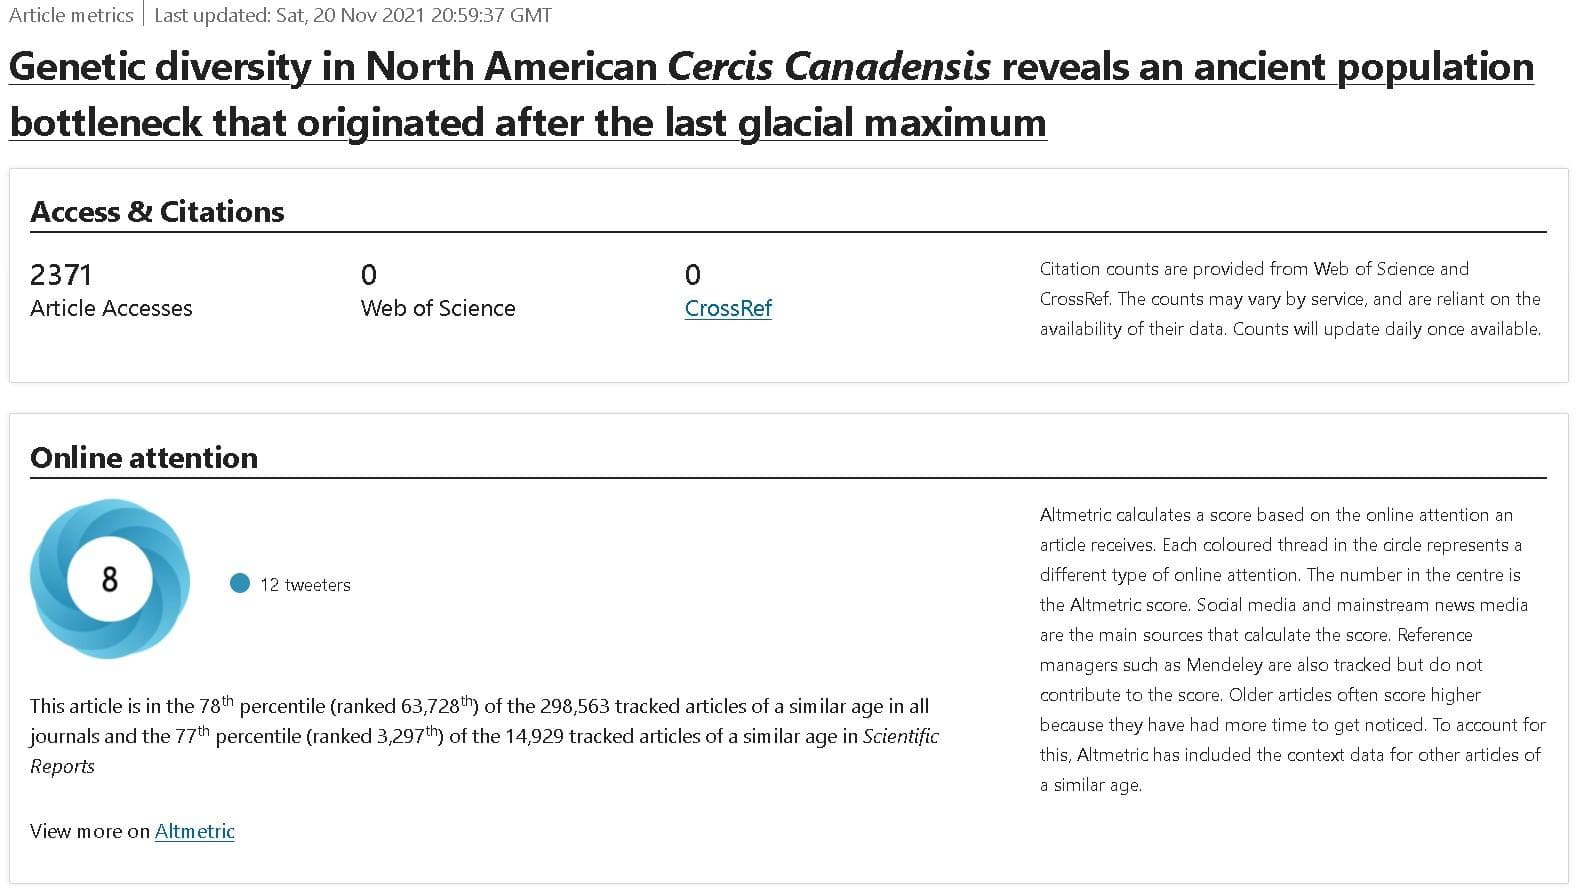 Article metrics | Last updated: Sat, 20 Nov 2021 20:59:37 GMT
Genetic diversity in North American Cercis Canadensis reveals an ancient population
bottleneck that originated after the last glacial maximum
Access & Citations
2371
Article Accesses
0
Web of Science
0
CrossRef
Citation counts are provided from Web of Science and
CrossRef. The counts may vary by service, and are reliant on the
availability of their data. Counts will update daily once available.
Online attention
8
12 tweeters
This article is in the 78th percentile (ranked 63,728th) of the 298,563 tracked articles of a similar age in all
journals and the 77th percentile (ranked 3,297th) of the 14,929 tracked articles of a similar age in Scientific
Reports
View more on Altmetric
Altmetric calculates a score based on the online attention an
article receives. Each coloured thread in the circle represents a
different type of online attention. The number in the centre is
the Altmetric score. Social media and mainstream news media
are the main sources that calculate the score. Reference
managers such as Mendeley are also tracked but do not
contribute to the score. Older articles often score higher
because they have had more time to get noticed. To account for
this, Altmetric has included the context data for other articles of
a similar age.